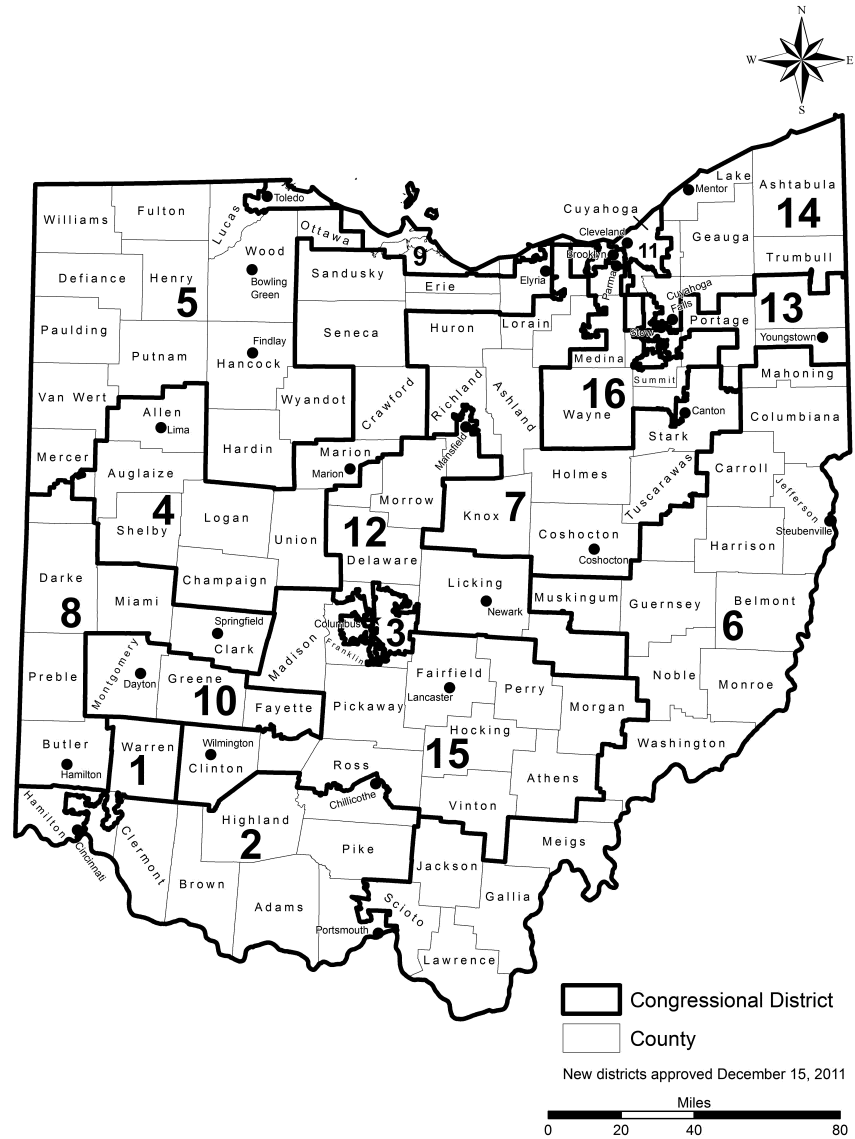 N
W E
S
Lake
Mentor
Ashtabula
14
Cuyahoga
Cleveland
11
Geauga
Trumbull
Toledo
Williams
Fulton
Lucas
Ottawa
9
Wood
Bowling
Green
Defiance
Henry
5
Sandusky
Erie
Elyria
Brooklyn
Parma
Cuyahoga
Falls
Stow
Portage
13
Youngstown
Paulding
Putnam
Findlay
Hancock
Seneca
Huron
Lorain
Medina
Summit
Mahoning
Van Wert
Allen
Lima
Wyandot
Crawford
Richland
Ashland
16
Wayne
Canton
Stark
Columbiana
Mercer
Auglaize
Hardin
Marion
Marion
Mansfield
Morrow
Holmes
Tuscarawas
Carroll
Jefferson
Steubenville
4
Shelby
Logan
Union
12
Delaware
Knox
7
Coshocton
Coshocton
Harrison
Darke
8
Miami
Champaign
Springfield
Clark
Madison
Columbus
3
Franklin
Licking
Newark
Muskingum
Guernsey
Belmont
6
Preble
Montgomery
Dayton
Greene
10
Fayette
Pickaway
Fairfield
Lancaster
Perry
Morgan
Noble
Monroe
Washington
Butler
Hamilton
Warren
1
Wilmington
Clinton
Ross
Chillicothe
Hocking
15
Athens
Vinton
Hamilton
Cincinnati
Clermont
Highland
2
Pike
Brown
Adams
Portsmouth
Scioto
Jackson
Gallia
Meigs
Lawrence
Congressional District
County
New districts approved December 15, 2011
Miles
0 20 40 80